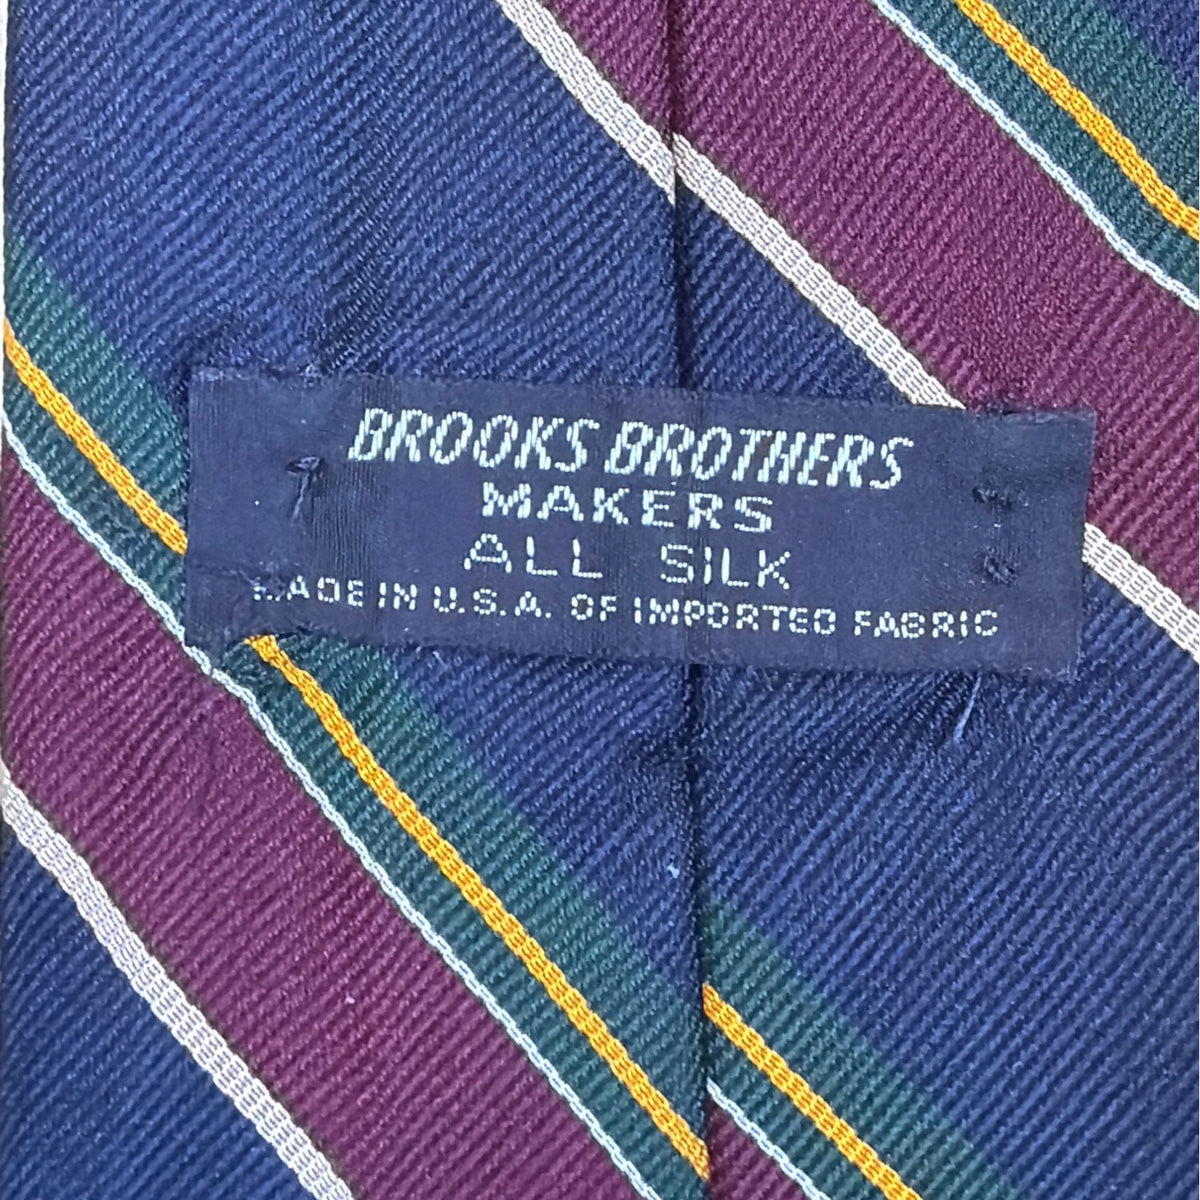 BROOKS BROTHERS
MAKERS
ALL SILK
MADE IN U.S.A. OF IMPORTED FABRIC